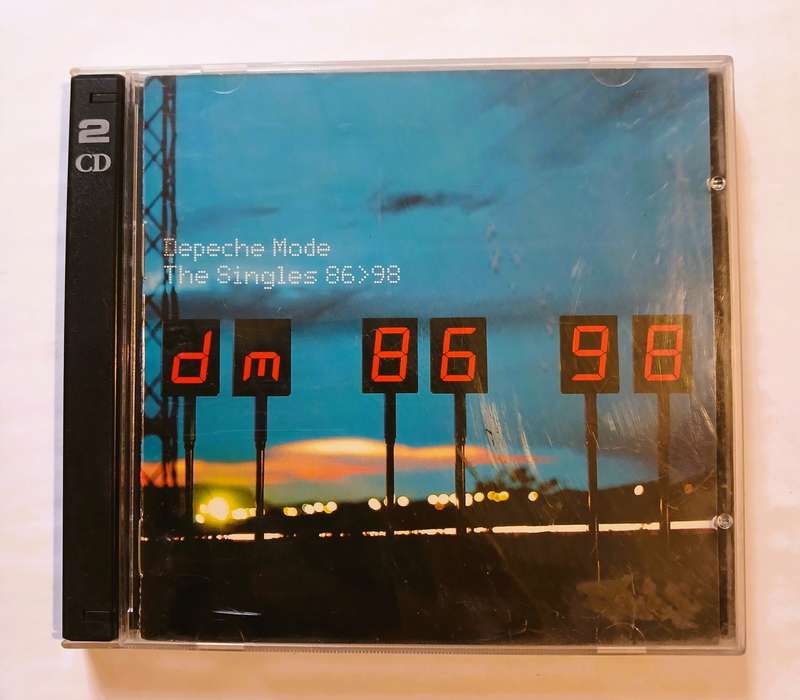 2
CD
Depeche Mode
The Singles 86>98
dm 86 98